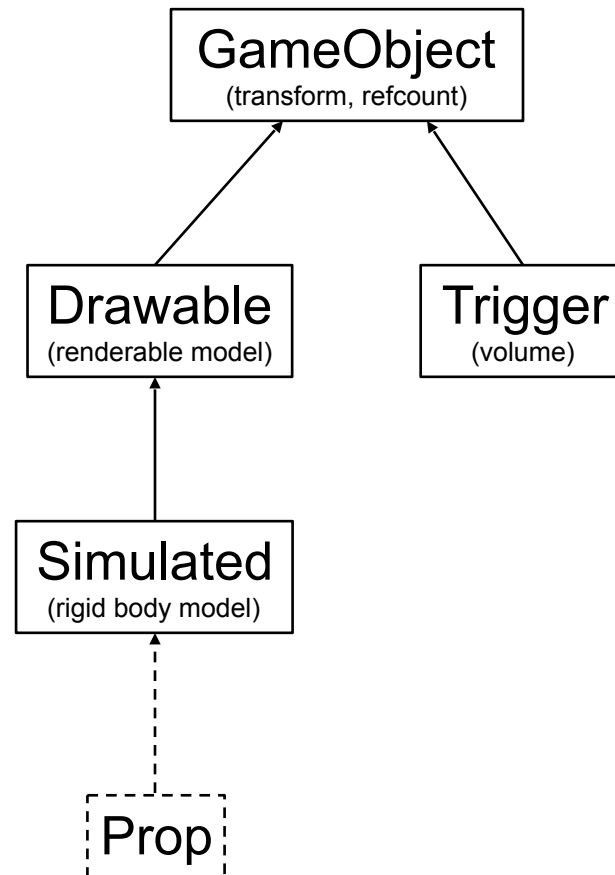 GameObject
(transform, refcount)
Drawable
(renderable model)
Trigger
(volume)
Simulated
(rigid body model)
Prop